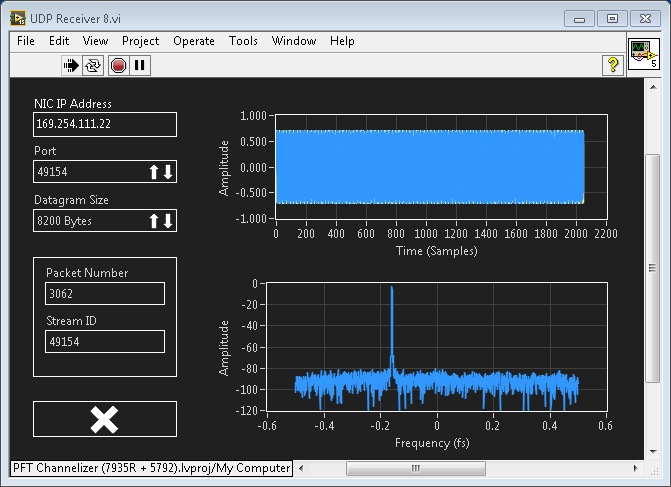 UDP Receiver 8.vi
File Edit View Project Operate Tools Window Help
?
5
NIC IP Address
169.254.111.22
Port
49154
Datagram Size
8200 Bytes
Packet Number
3062
Stream ID
49154
Amplitude
1.000
0.500
0.000
-0.500
-1.000
0 200 400 600 800 1000 1200 1400 1600 1800 2000 2200
Time (Samples)
Amplitude
0
-20
-40
-60
-80
-100
-120
-0.6 -0.4 -0.2 0 0.2 0.4 0.6
Frequency (fs)
PFT Channelizer (7935R + 5792).lvproj/My Computer